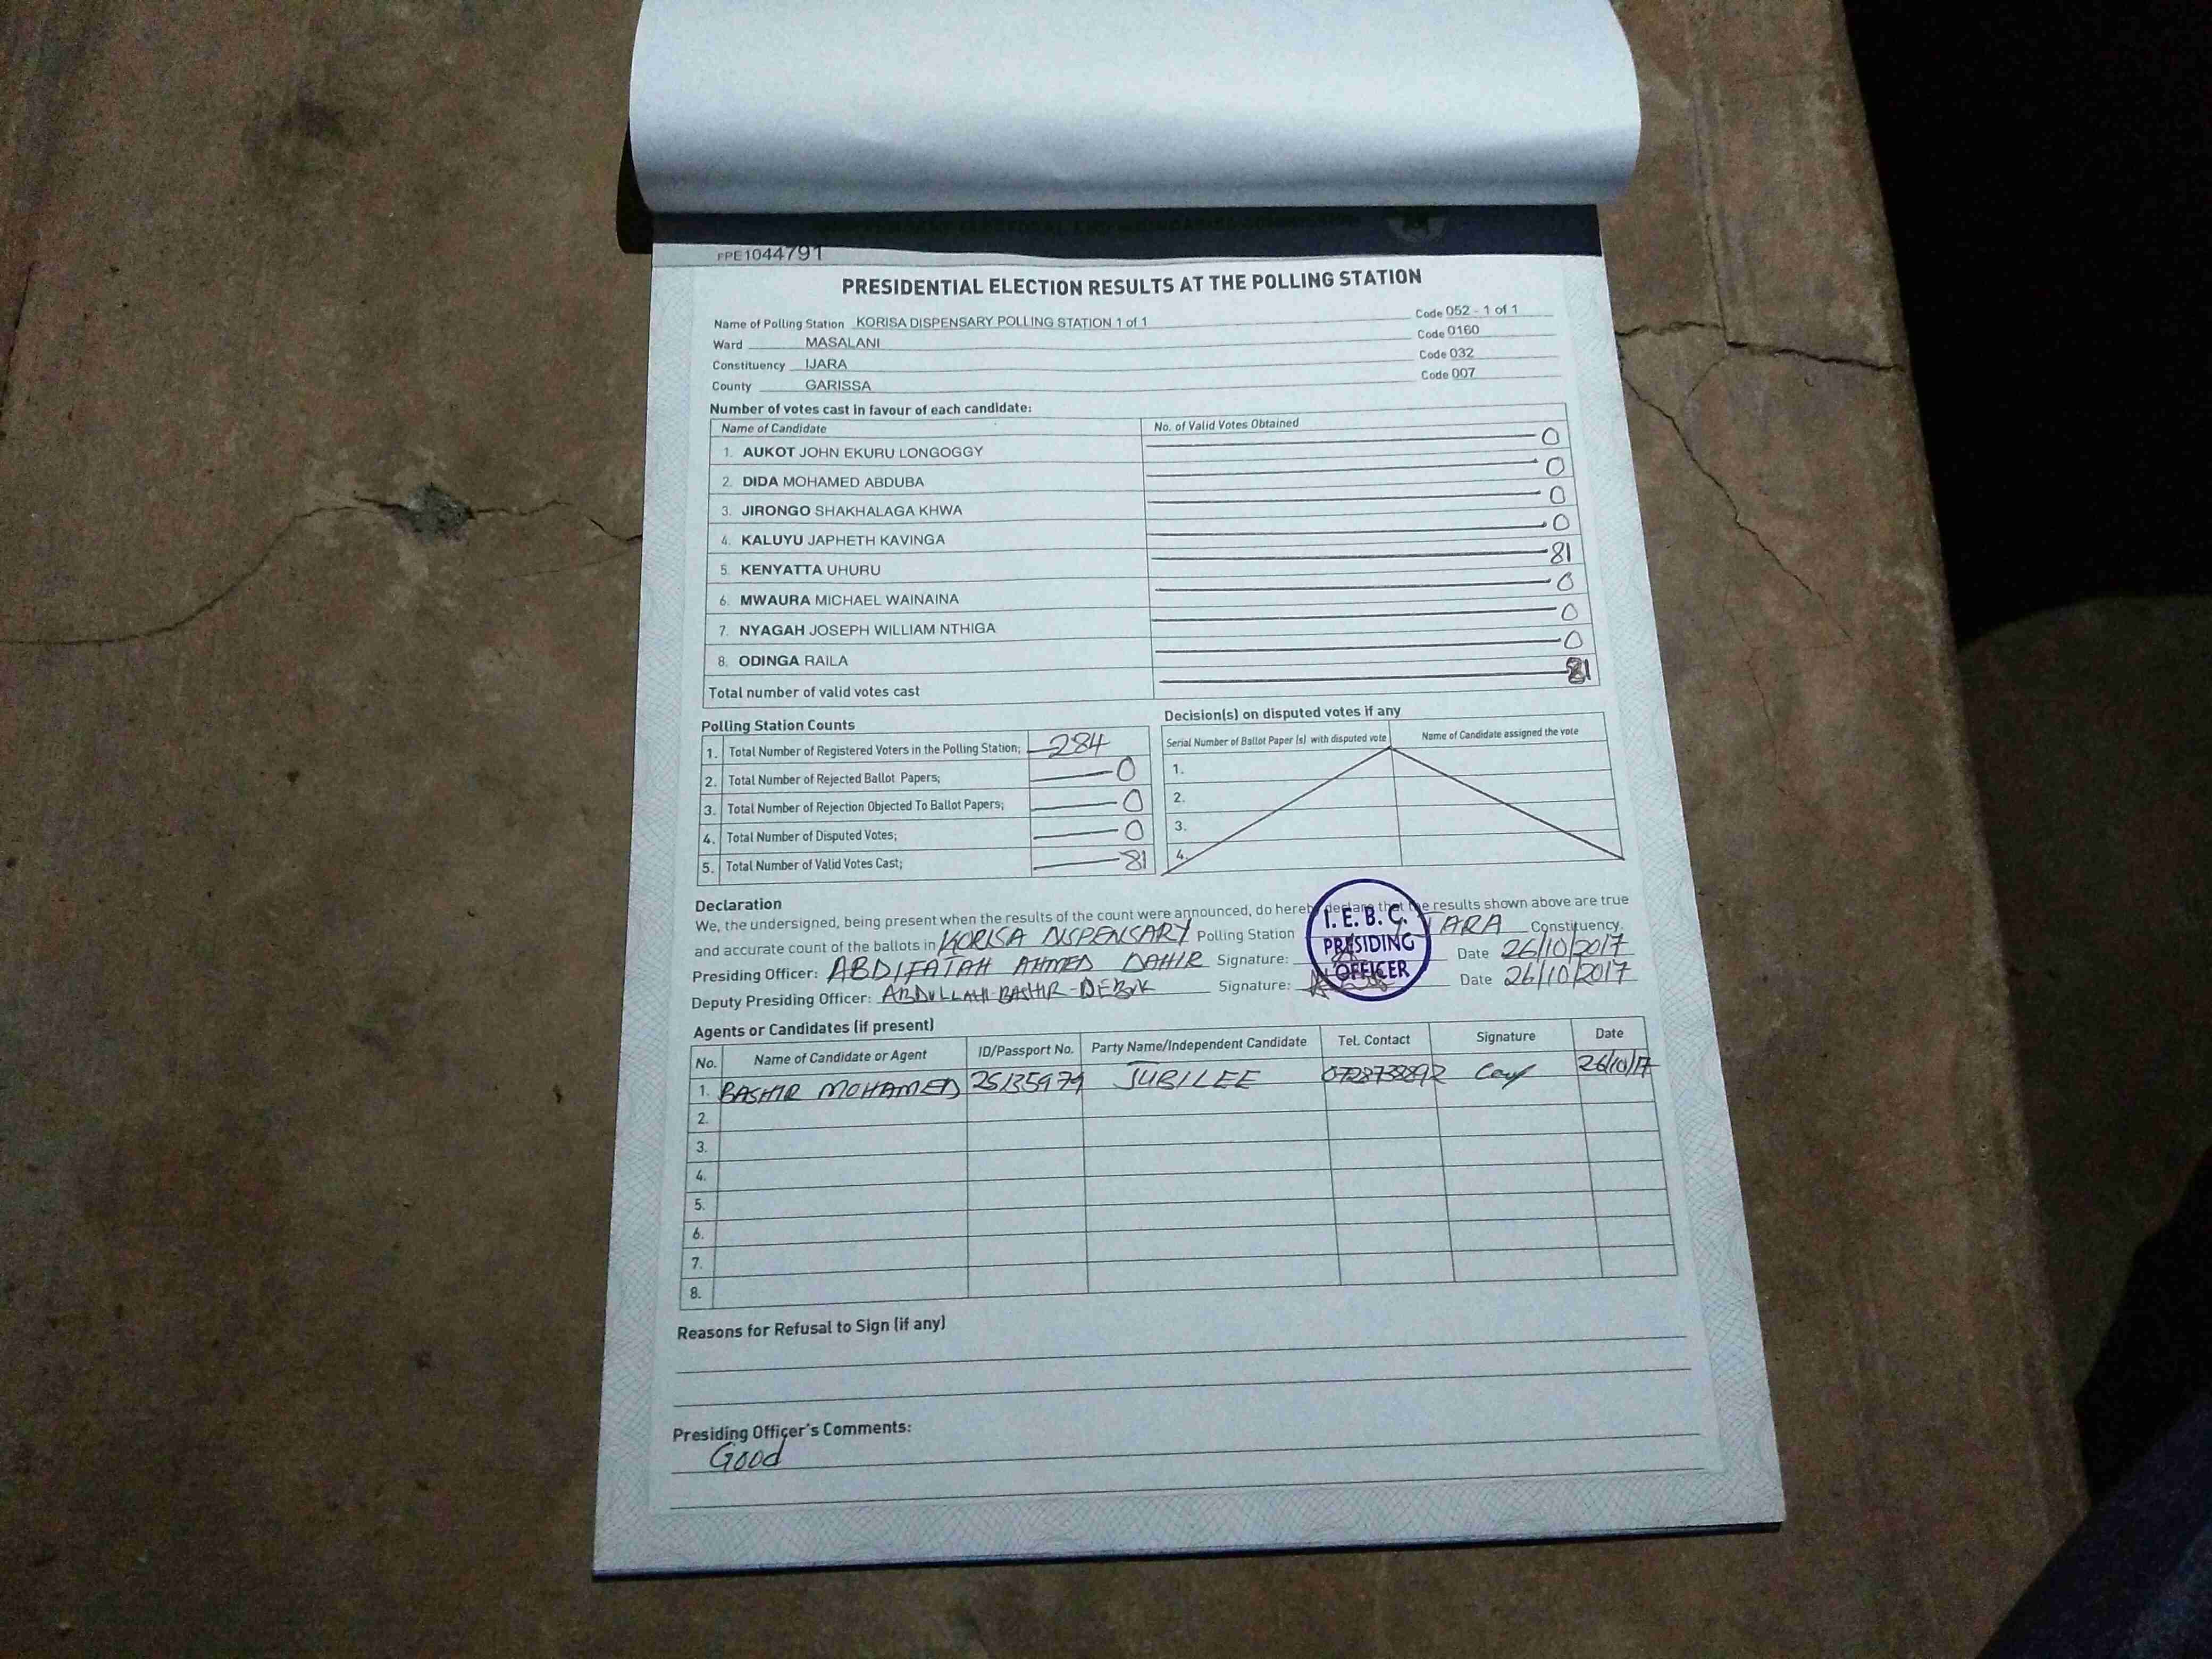 FPE1044791
PRESIDENTIAL ELECTION RESULTS AT THE POLLING STATION
Name of Polling Station KORISA DISPENSARY POLLING STATION 1 of 1 Code 052 - 1 of 1
Ward MASALANI Code 0160
Constituency IJARA Code 032
County GARISSA Code 007
Number of votes cast in favour of each candidate:
Name of Candidate No. of Valid Votes Obtained
1. AUKOT JOHN EKURU LONGOGGY 0
2. DIDA MOHAMED ABDUBA 0
3. JIRONGO SHAKHALAGA KHWA 0
4. KALUYU JAPHETH KAVINGA 0
5. KENYATTA UHURU 81
6. MWAURA MICHAEL WAINAINA 0
7. NYAGAH JOSEPH WILLIAM NTHIGA 0
8. ODINGA RAILA 0
Total number of valid votes cast 81
Polling Station Counts
1. Total Number of Registered Voters in the Polling Station; 284
2. Total Number of Rejected Ballot Papers; 0
3. Total Number of Rejection Objected To Ballot Papers; 0
4. Total Number of Disputed Votes; 0
5. Total Number of Valid Votes Cast; 81
Decision(s) on disputed votes if any
Serial Number of Ballot Paper (s) with disputed vote Name of Candidate assigned the vote
1.
2.
3.
4.
Declaration
We, the undersigned, being present when the results of the count were announced, do hereby declare that the results shown above are true
and accurate count of the ballots in KORISA DISPENSARY Polling Station IJARA Constituency.
Presiding Officer: ABDIFATAH AHMED DAHIR Signature: Date 26/10/2017
Deputy Presiding Officer: ABDULLAHI BASHIR DEBOK Signature: Date 26/10/2017
I. E. B. C.
PRESIDING
OFFICER
Agents or Candidates (if present)
No. Name of Candidate or Agent ID/Passport No. Party Name/Independent Candidate Tel. Contact Signature Date
1. BASHIR MOHAMED 25135979 JUBILEE 0728738892 26/10/17
2.
3.
4.
5.
6.
7.
8.
Reasons for Refusal to Sign (if any)
Presiding Officer's Comments:
Good